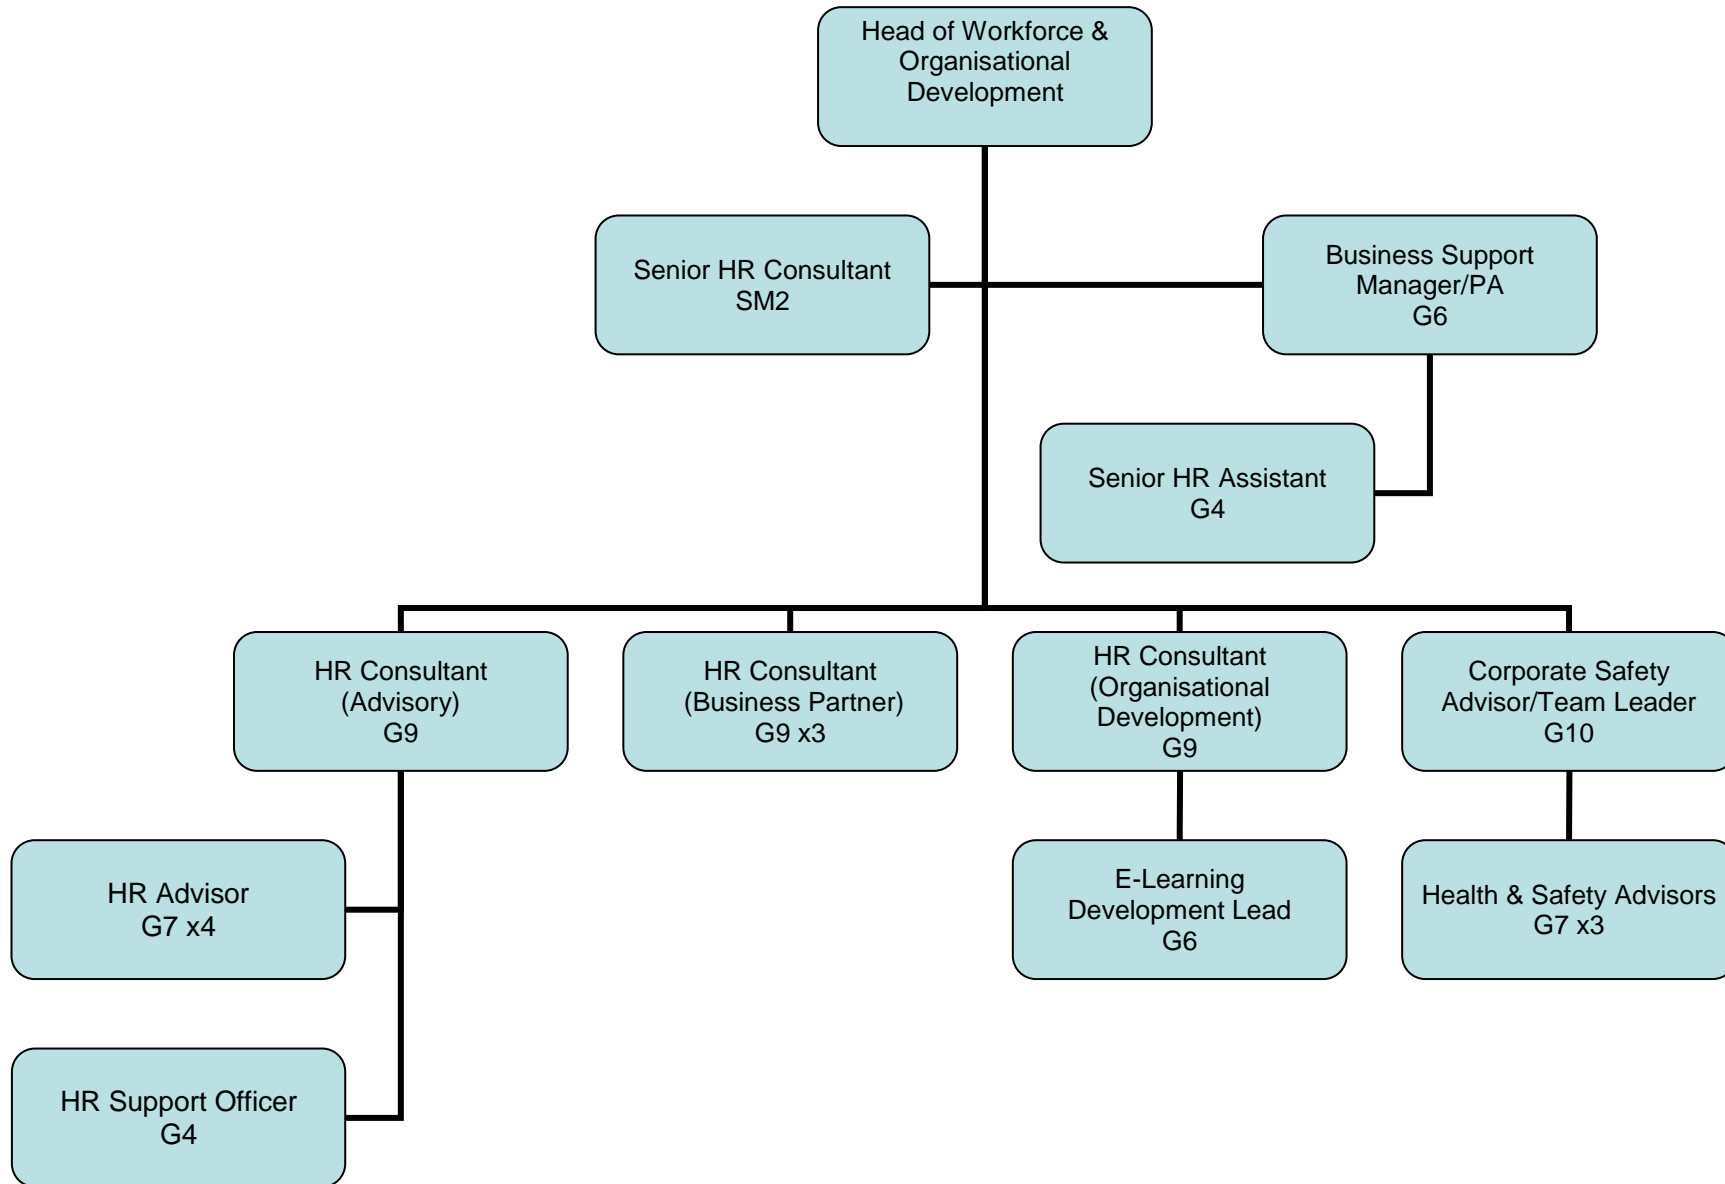 Head of Workforce &
Organisational
Development
Senior HR Consultant
SM2
Business Support
Manager/PA
G6
Senior HR Assistant
G4
HR Consultant
(Advisory)
G9
HR Consultant
(Business Partner)
G9 x3
HR Consultant
(Organisational
Development)
G9
Corporate Safety
Advisor/Team Leader
G10
HR Advisor
G7 x4
E-Learning
Development Lead
G6
Health & Safety Advisors
G7 x3
HR Support Officer
G4